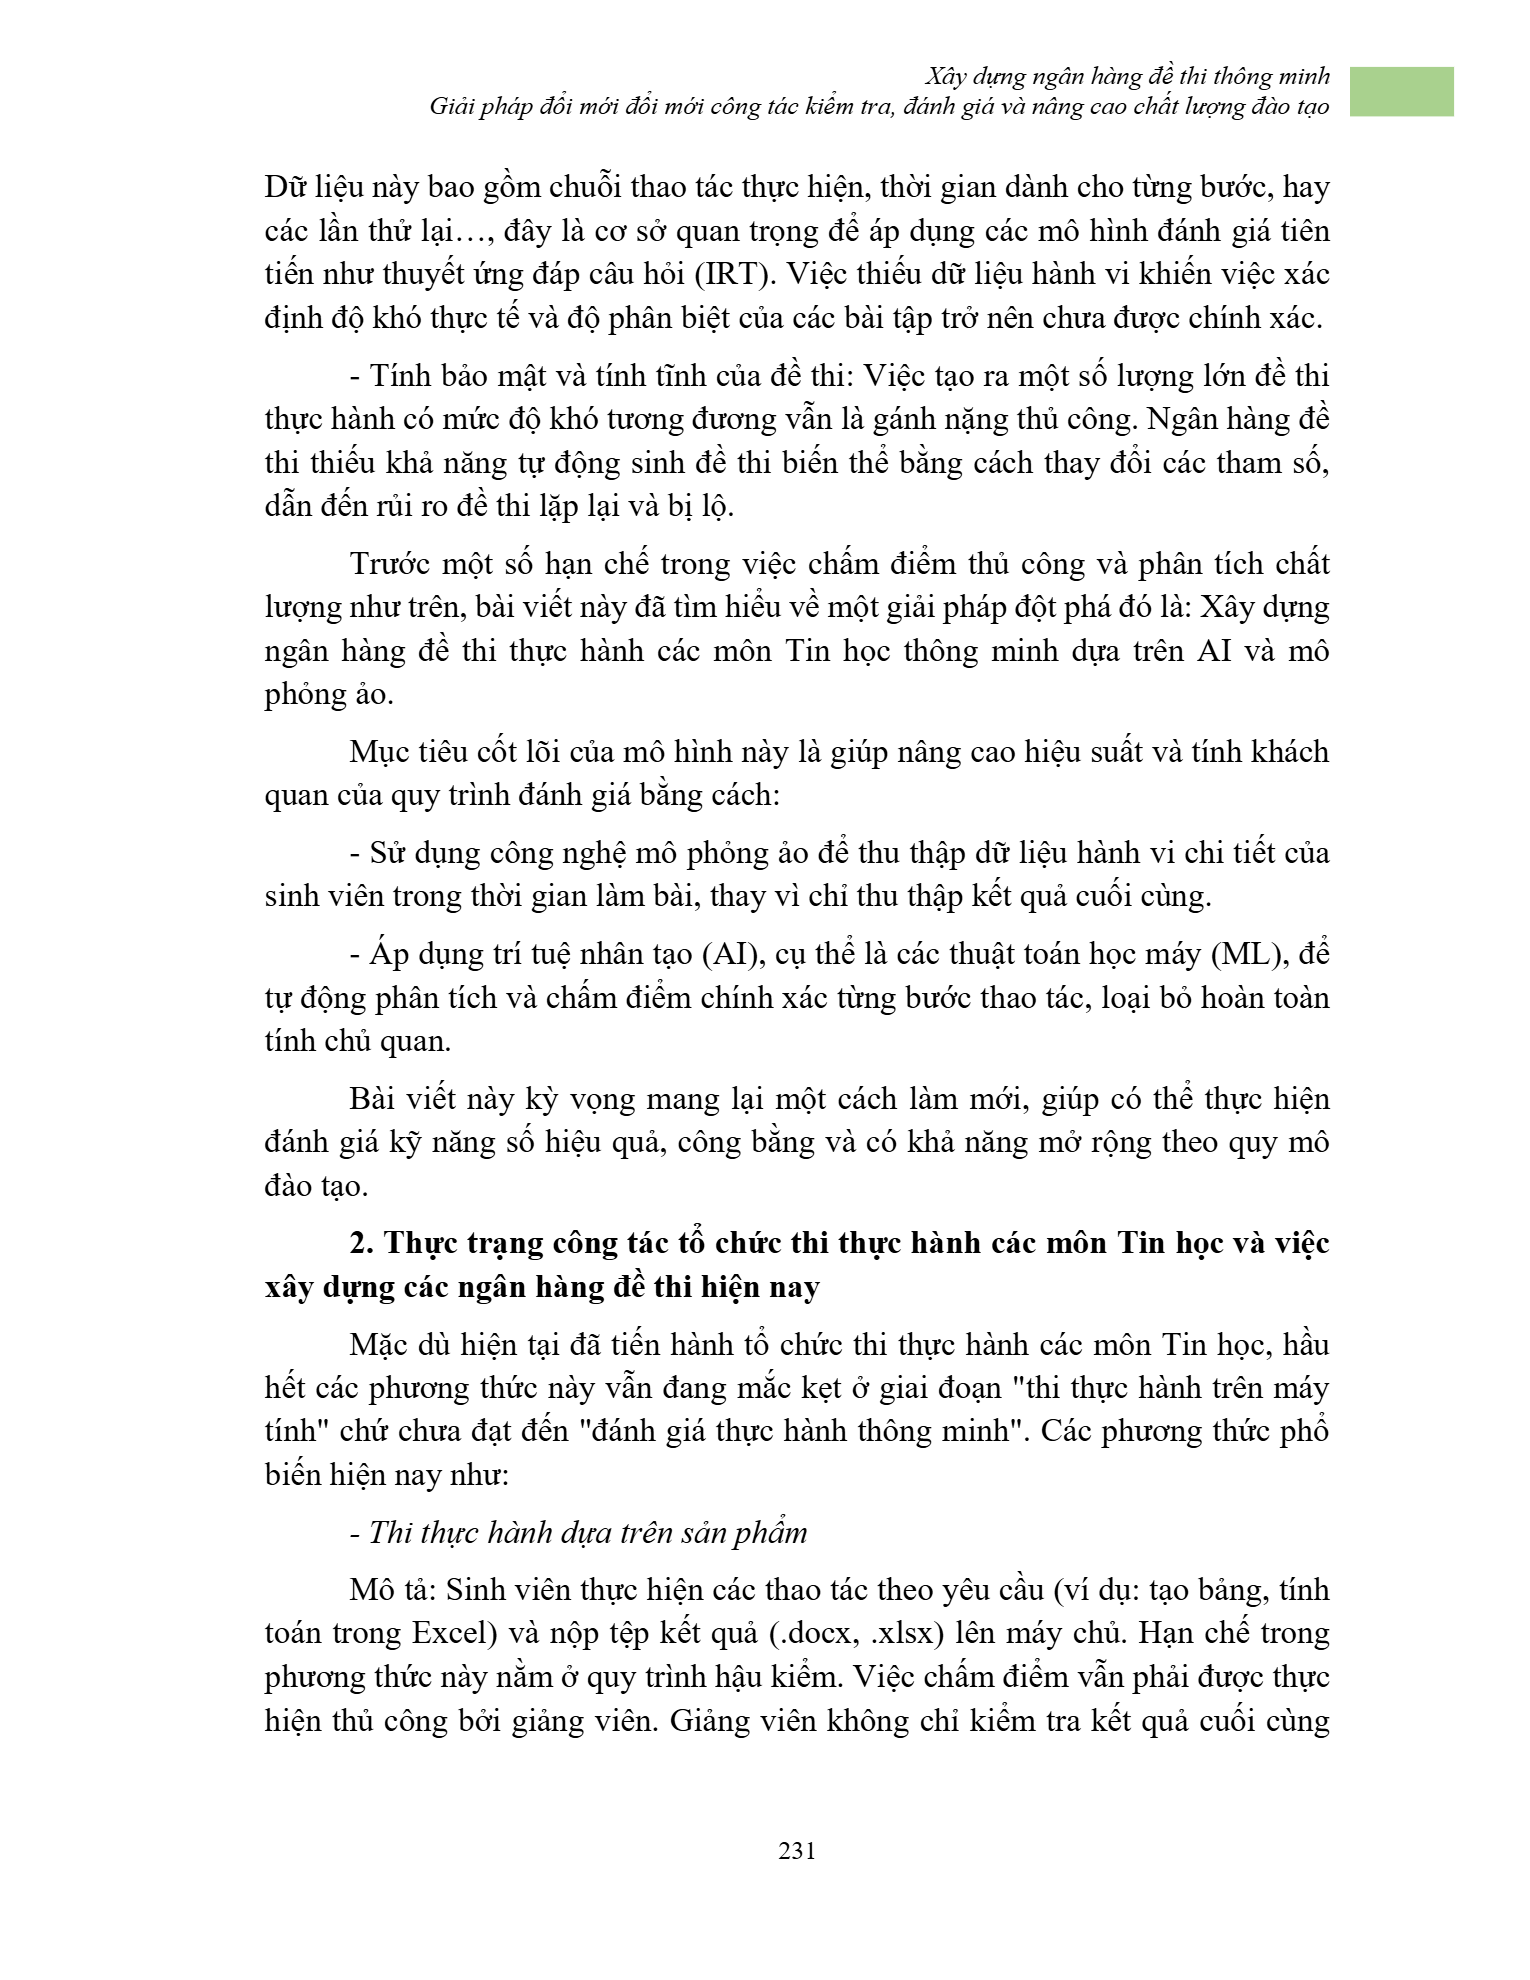 Xây dựng ngân hàng đề thi thông minh
Giải pháp đổi mới đổi mới công tác kiểm tra, đánh giá và nâng cao chất lượng đào tạo
Dữ liệu này bao gồm chuỗi thao tác thực hiện, thời gian dành cho từng bước, hay
các lần thử lại…, đây là cơ sở quan trọng để áp dụng các mô hình đánh giá tiên
tiến như thuyết ứng đáp câu hỏi (IRT). Việc thiếu dữ liệu hành vi khiến việc xác
định độ khó thực tế và độ phân biệt của các bài tập trở nên chưa được chính xác.
- Tính bảo mật và tính tĩnh của đề thi: Việc tạo ra một số lượng lớn đề thi
thực hành có mức độ khó tương đương vẫn là gánh nặng thủ công. Ngân hàng đề
thi thiếu khả năng tự động sinh đề thi biến thể bằng cách thay đổi các tham số,
dẫn đến rủi ro đề thi lặp lại và bị lộ.
Trước một số hạn chế trong việc chấm điểm thủ công và phân tích chất
lượng như trên, bài viết này đã tìm hiểu về một giải pháp đột phá đó là: Xây dựng
ngân hàng đề thi thực hành các môn Tin học thông minh dựa trên AI và mô
phỏng ảo.
Mục tiêu cốt lõi của mô hình này là giúp nâng cao hiệu suất và tính khách
quan của quy trình đánh giá bằng cách:
- Sử dụng công nghệ mô phỏng ảo để thu thập dữ liệu hành vi chi tiết của
sinh viên trong thời gian làm bài, thay vì chỉ thu thập kết quả cuối cùng.
- Áp dụng trí tuệ nhân tạo (AI), cụ thể là các thuật toán học máy (ML), để
tự động phân tích và chấm điểm chính xác từng bước thao tác, loại bỏ hoàn toàn
tính chủ quan.
Bài viết này kỳ vọng mang lại một cách làm mới, giúp có thể thực hiện
đánh giá kỹ năng số hiệu quả, công bằng và có khả năng mở rộng theo quy mô
đào tạo.
2. Thực trạng công tác tổ chức thi thực hành các môn Tin học và việc
xây dựng các ngân hàng đề thi hiện nay
Mặc dù hiện tại đã tiến hành tổ chức thi thực hành các môn Tin học, hầu
hết các phương thức này vẫn đang mắc kẹt ở giai đoạn "thi thực hành trên máy
tính" chứ chưa đạt đến "đánh giá thực hành thông minh". Các phương thức phổ
biến hiện nay như:
- Thi thực hành dựa trên sản phẩm
Mô tả: Sinh viên thực hiện các thao tác theo yêu cầu (ví dụ: tạo bảng, tính
toán trong Excel) và nộp tệp kết quả (.docx, .xlsx) lên máy chủ. Hạn chế trong
phương thức này nằm ở quy trình hậu kiểm. Việc chấm điểm vẫn phải được thực
hiện thủ công bởi giảng viên. Giảng viên không chỉ kiểm tra kết quả cuối cùng
231